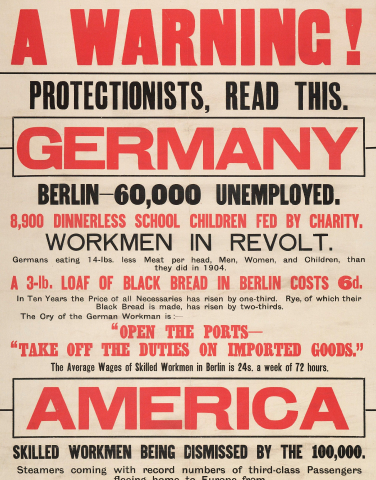 A WARNING!
PROTECTIONISTS, READ THIS.
GERMANY
BERLIN—60,000 UNEMPLOYED.
8,900 DINNERLESS SCHOOL CHILDREN FED BY CHARITY.
WORKMEN IN REVOLT.
Germans eating 14-lbs. less Meat per head, Men, Women, and Children, than
they did in 1904.
A 3-lb. LOAF OF BLACK BREAD IN BERLIN COSTS 6d.
In Ten Years the Price of all Necessaries has risen by one-third. Rye, of which their
Black Bread is made, has risen by two-thirds.
The Cry of the German Workman is :—
"OPEN THE PORTS—
"TAKE OFF THE DUTIES ON IMPORTED GOODS."
The Average Wages of Skilled Workmen in Berlin is 24s. a week of 72 hours.
AMERICA
SKILLED WORKMEN BEING DISMISSED BY THE 100,000.
Steamers coming with record numbers of third-class Passengers
fleeing home to Europe from